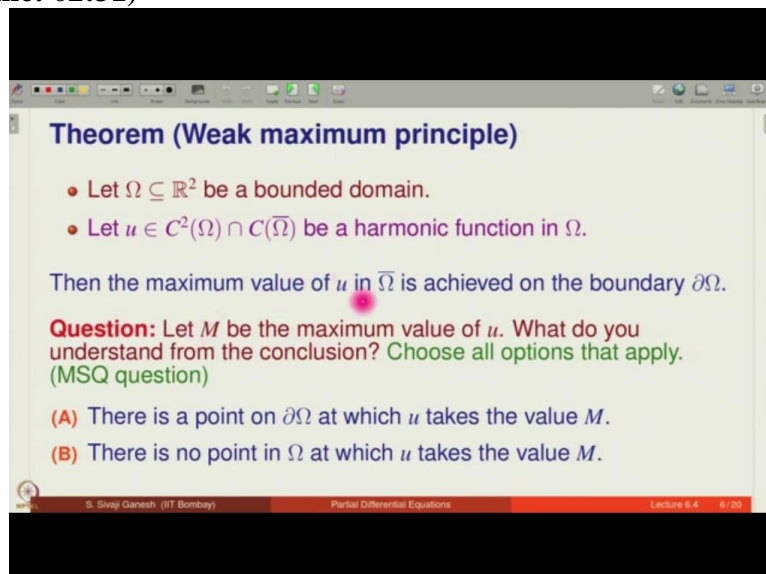 Theorem (Weak maximum principle)
Let Ω ⊆ ℝ² be a bounded domain.
Let u ∈ C²(Ω) ∩ C(Ω̅) be a harmonic function in Ω.
Then the maximum value of u in Ω̅ is achieved on the boundary ∂Ω.
Question: Let M be the maximum value of u. What do you
understand from the conclusion? Choose all options that apply.
(MSQ question)
(A) There is a point on ∂Ω at which u takes the value M.
(B) There is no point in Ω at which u takes the value M.
S. Sivaji Ganesh (IIT Bombay) Partial Differential Equations Lecture 6.4 6/20